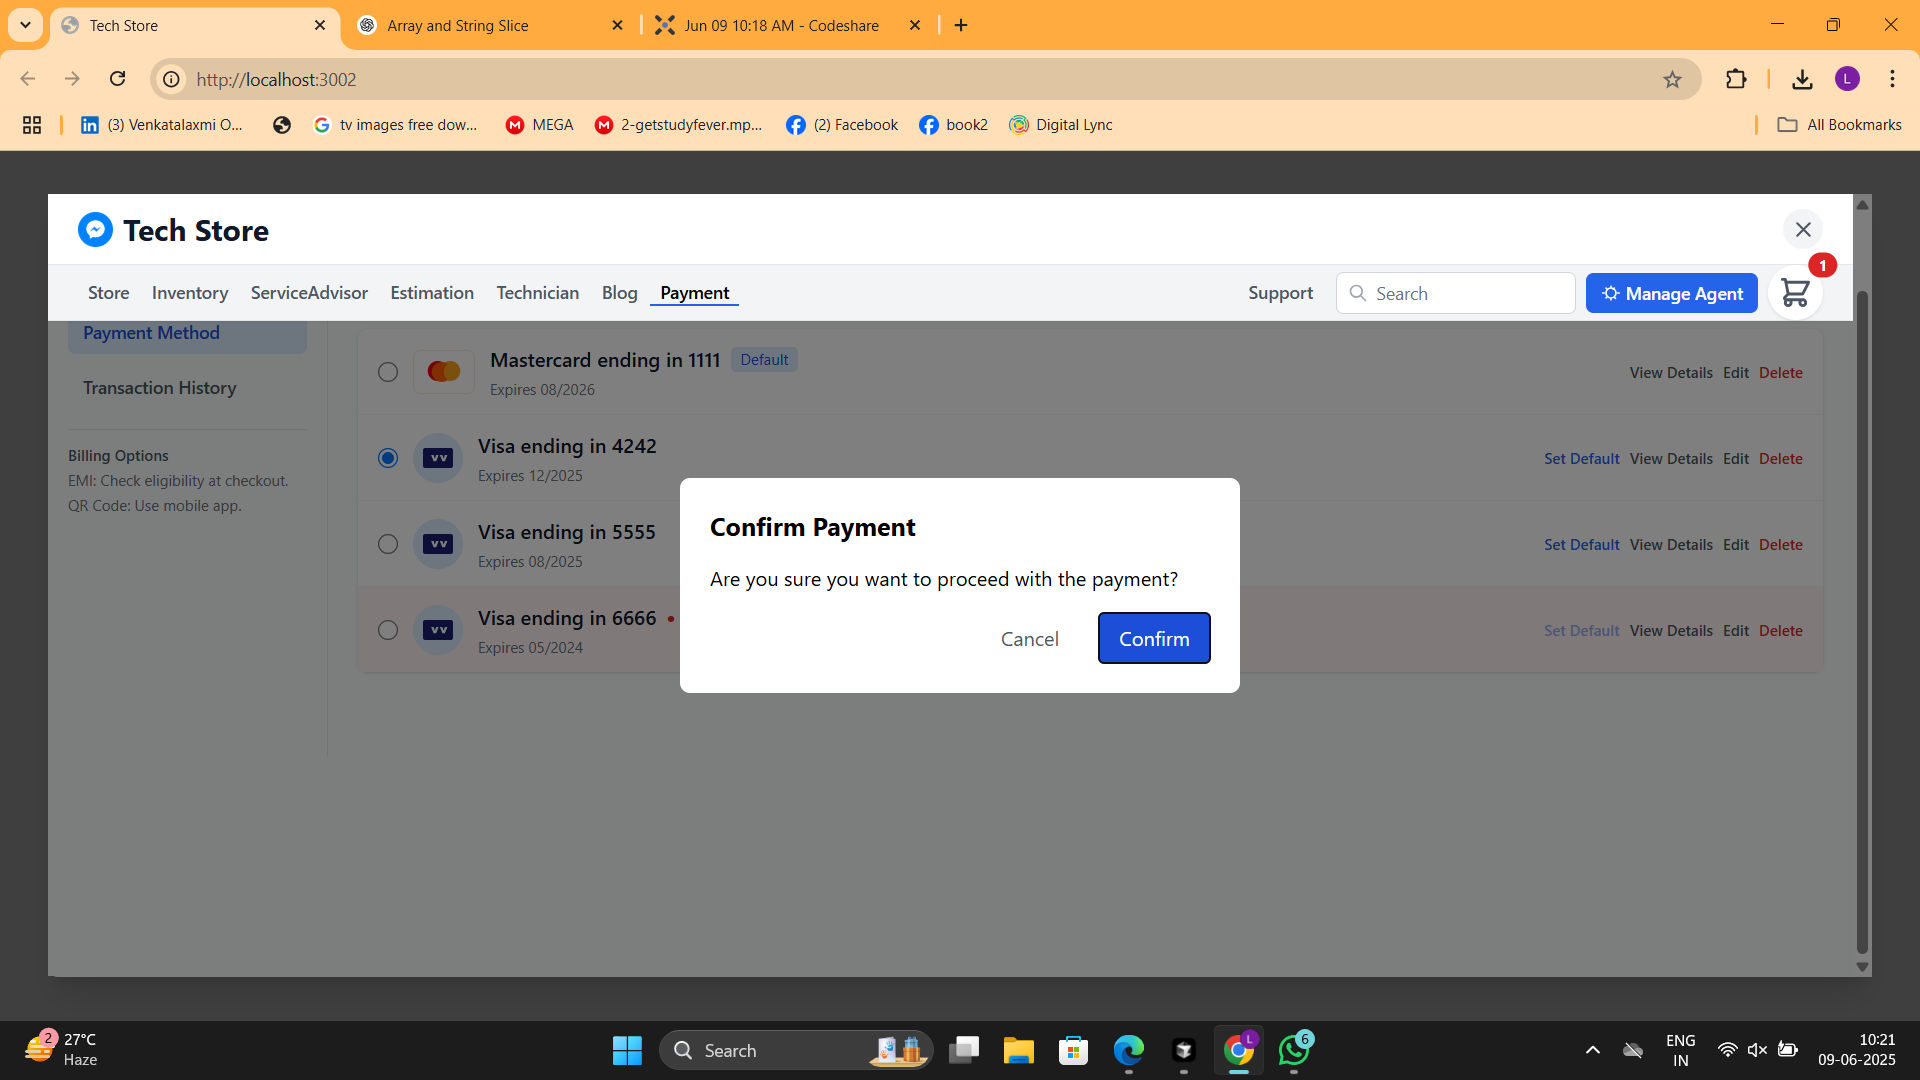 Tech Store
Array and String Slice
Jun 09 10:18 AM - Codeshare
http://localhost:3002
L
(3) Venkatalaxmi O...
tv images free dow...
MEGA
2-getstudyfever.mp...
(2) Facebook
book2
Digital Lync
All Bookmarks
Tech Store
1
Store
Inventory
ServiceAdvisor
Estimation
Technician
Blog
Payment
Support
Search
Manage Agent
Payment Method
Transaction History
Billing Options
EMI: Check eligibility at checkout.
QR Code: Use mobile app.
Mastercard ending in 1111 Default
Expires 08/2026
View Details Edit Delete
VV
Visa ending in 4242
Expires 12/2025
Set Default View Details Edit Delete
VV
Visa ending in 5555
Expires 08/2025
Set Default View Details Edit Delete
VV
Visa ending in 6666
Expires 05/2024
Set Default View Details Edit Delete
Confirm Payment
Are you sure you want to proceed with the payment?
Cancel
Confirm
2
27°C
Haze
Search
L
6
ENG
IN
10:21
09-06-2025